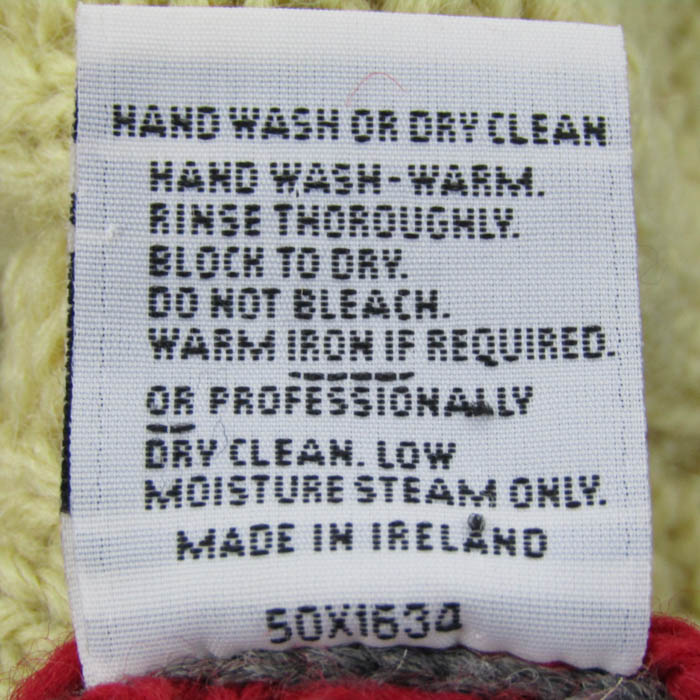 HAND WASH OR DRY CLEAN
HAND WASH-WARM.
RINSE THOROUGHLY.
BLOCK TO DRY.
DO NOT BLEACH.
WARM IRON IF REQUIRED.
OR PROFESSIONALLY
DRY CLEAN. LOW
MOISTURE STEAM ONLY.
MADE IN IRELAND
50X1634